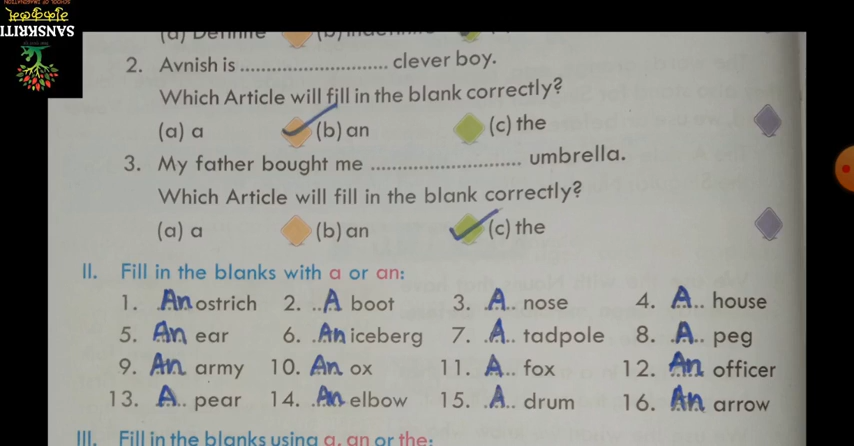 SANSKRITI
(a) Definite (b) Indefinite
2. Avnish is .............................. clever boy.
Which Article will fill in the blank correctly?
(a) a (b) an (c) the
3. My father bought me .............................. umbrella.
Which Article will fill in the blank correctly?
(a) a (b) an (c) the
II. Fill in the blanks with a or an:
1. An ostrich 2. A boot 3. A nose 4. A house
5. An ear 6. An iceberg 7. A tadpole 8. A peg
9. An army 10. An ox 11. A fox 12. An officer
13. A pear 14. An elbow 15. A drum 16. An arrow
III. Fill in the blanks using a, an or the: